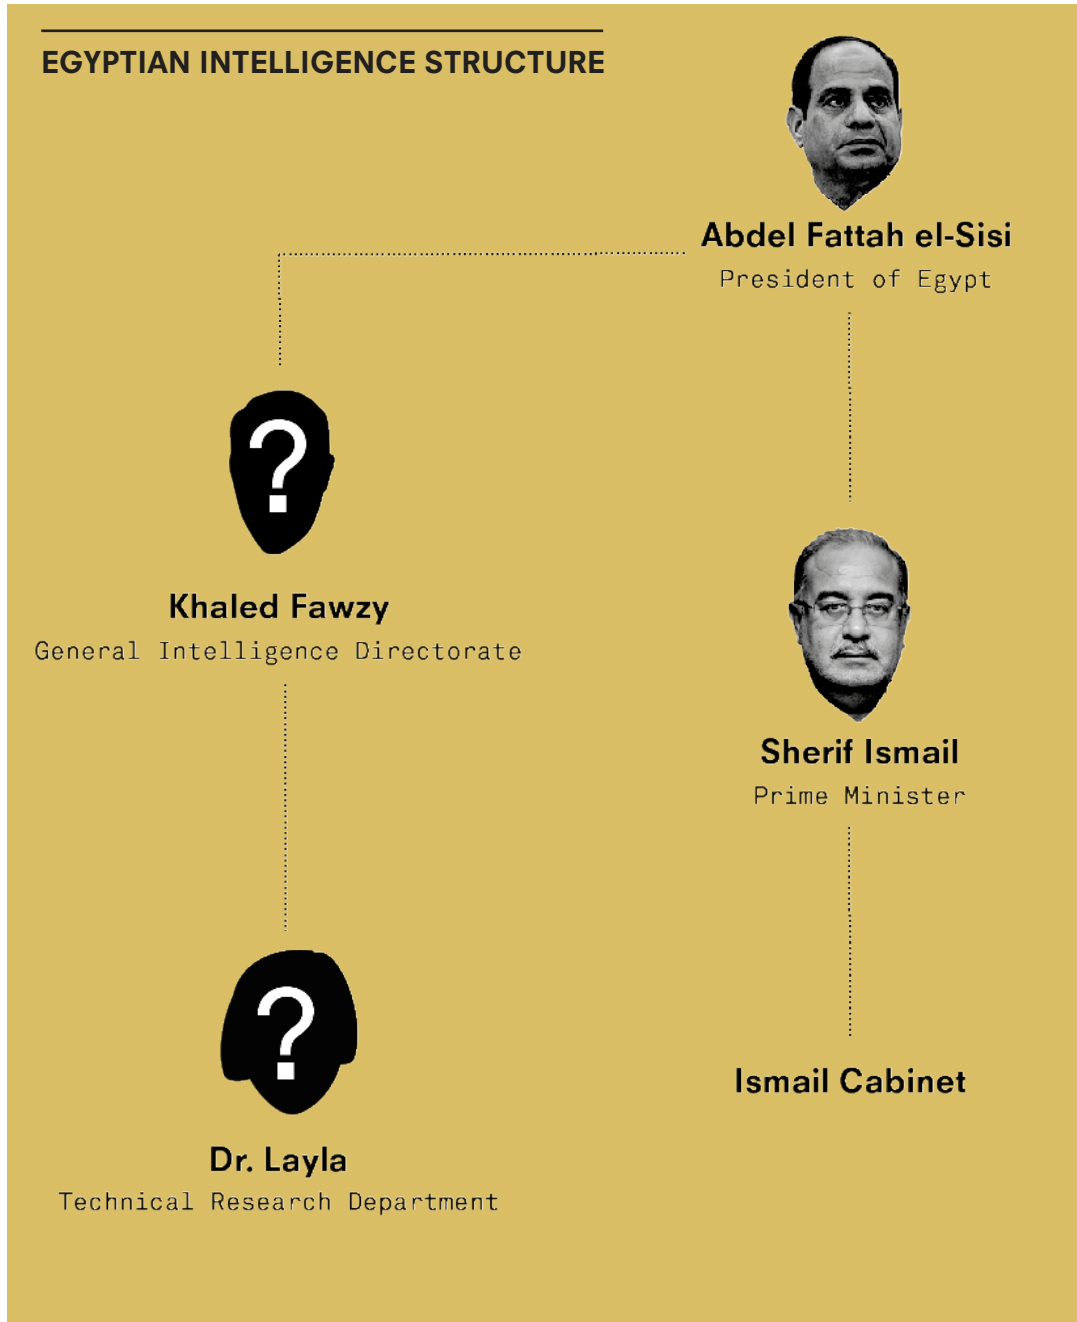 EGYPTIAN INTELLIGENCE STRUCTURE
Abdel Fattah el-Sisi
President of Egypt
?
Khaled Fawzy
General Intelligence Directorate
Sherif Ismail
Prime Minister
?
Dr. Layla
Technical Research Department
Ismail Cabinet